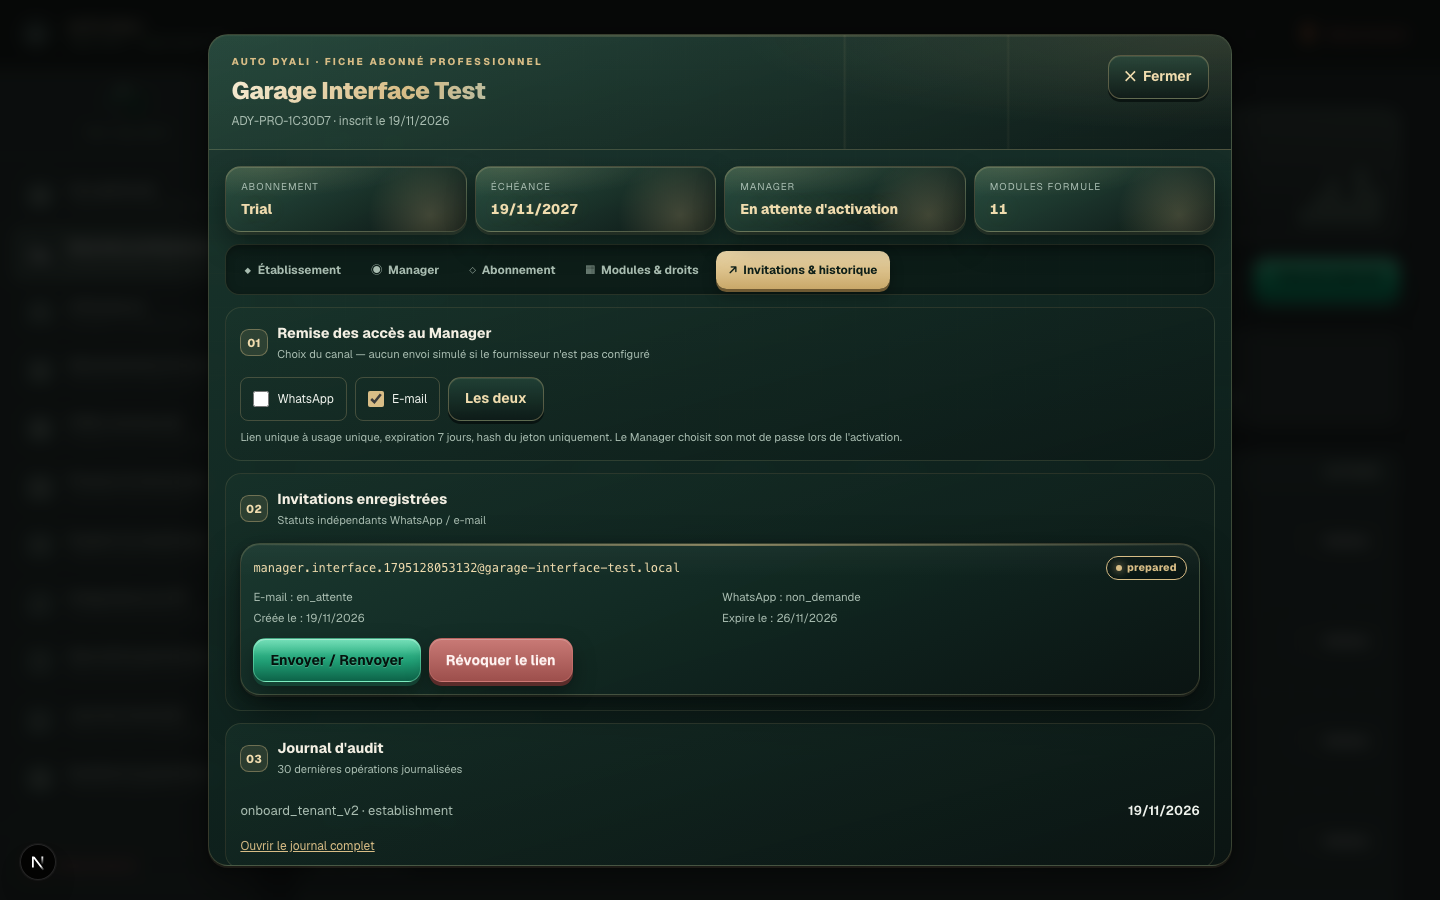 AUTO DYALI · FICHE ABONNÉ PROFESSIONNEL
Garage Interface Test
ADY-PRO-1C30D7 · inscrit le 19/11/2026
✕ Fermer
ABONNEMENT
Trial
ÉCHÉANCE
19/11/2027
MANAGER
En attente d'activation
MODULES FORMULE
11
◆ Établissement
◉ Manager
◇ Abonnement
▦ Modules & droits
↗ Invitations & historique
01
Remise des accès au Manager
Choix du canal — aucun envoi simulé si le fournisseur n'est pas configuré
WhatsApp
E-mail
Les deux
Lien unique à usage unique, expiration 7 jours, hash du jeton uniquement. Le Manager choisit son mot de passe lors de l'activation.
02
Invitations enregistrées
Statuts indépendants WhatsApp / e-mail
manager.interface.1795128053132@garage-interface-test.local
prepared
E-mail : en_attente
WhatsApp : non_demande
Créée le : 19/11/2026
Expire le : 26/11/2026
Envoyer / Renvoyer
Révoquer le lien
03
Journal d'audit
30 dernières opérations journalisées
onboard_tenant_v2 · establishment
19/11/2026
Ouvrir le journal complet
N